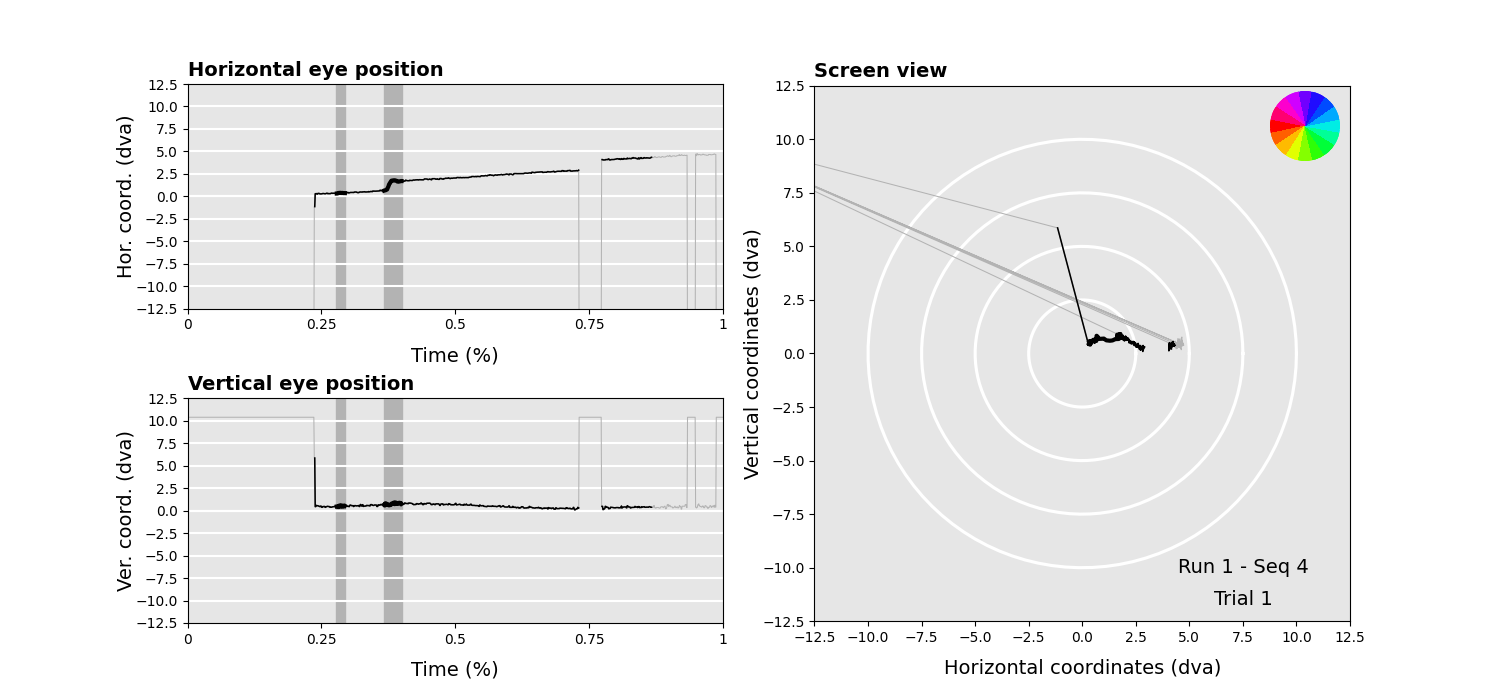 Horizontal eye position
Hor. coord. (dva)
12.5
10.0
7.5
5.0
2.5
0.0
−2.5
−5.0
−7.5
−10.0
−12.5
0 0.25 0.5 0.75 1
Time (%)
Vertical eye position
Ver. coord. (dva)
12.5
10.0
7.5
5.0
2.5
0.0
−2.5
−5.0
−7.5
−10.0
−12.5
0 0.25 0.5 0.75 1
Time (%)
Screen view
Vertical coordinates (dva)
12.5
10.0
7.5
5.0
2.5
0.0
−2.5
−5.0
−7.5
−10.0
−12.5
Run 1 - Seq 4
Trial 1
−12.5 −10.0 −7.5 −5.0 −2.5 0.0 2.5 5.0 7.5 10.0 12.5
Horizontal coordinates (dva)